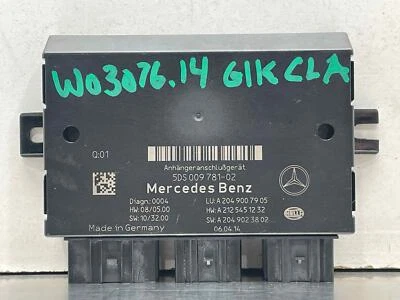 W03076.14 GLK CLA
Q:01
Anhängeranschlußgerät
5DS 009 781-02
Mercedes Benz
Diagn.:0004 LU: A 204 900 79 05
HW: 08/05.00 HW: A 212 545 12 32
SW: 10/32.00 SW: A 204 902 38 02
Made in Germany 06.04.14
HELLA